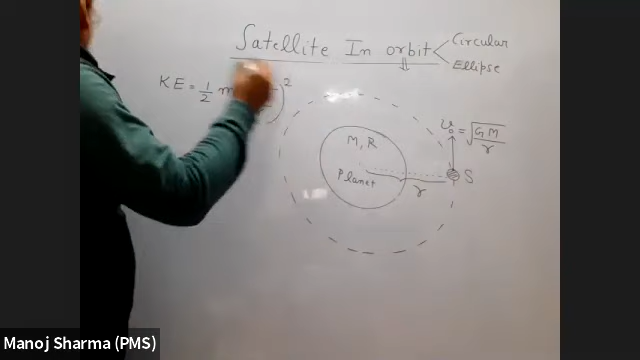 Satellite In orbit
Circular
Ellipse
KE = 1/2 m )²
v₀ = √GM/r
M, R
Planet
S
r
Manoj Sharma (PMS)